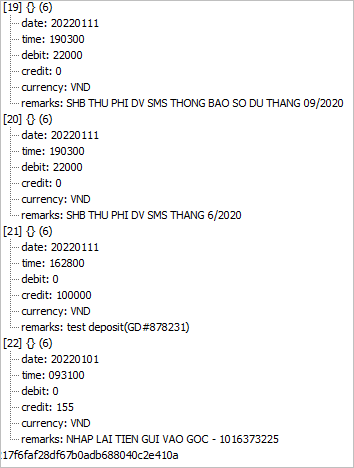 [19] {} (6)
date: 20220111
time: 190300
debit: 22000
credit: 0
currency: VND
remarks: SHB THU PHI DV SMS THONG BAO SO DU THANG 09/2020
[20] {} (6)
date: 20220111
time: 190300
debit: 22000
credit: 0
currency: VND
remarks: SHB THU PHI DV SMS THANG 6/2020
[21] {} (6)
date: 20220111
time: 162800
debit: 0
credit: 100000
currency: VND
remarks: test deposit(GD#878231)
[22] {} (6)
date: 20220101
time: 093100
debit: 0
credit: 155
currency: VND
remarks: NHAP LAI TIEN GUI VAO GOC - 1016373225
17f6faf28df67b0adb688040c2e410a